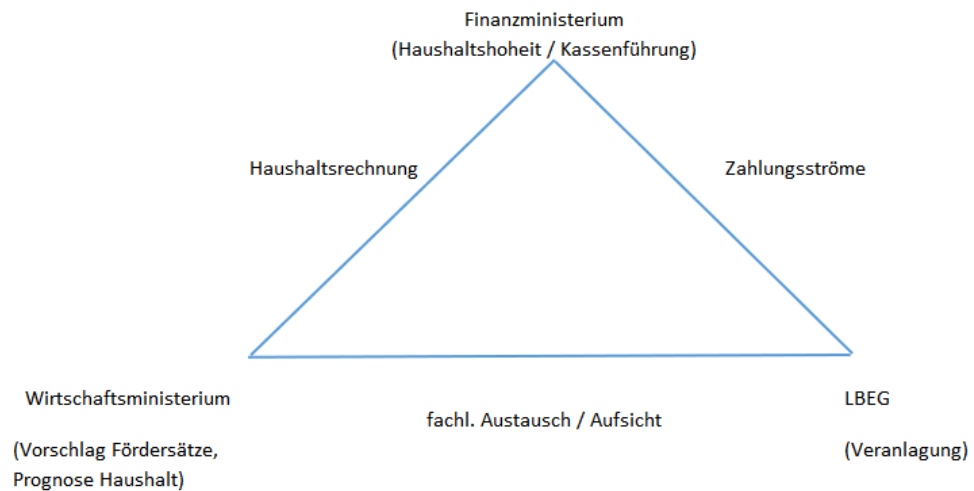 Finanzministerium
(Haushaltshoheit / Kassenführung)
Haushaltsrechnung
Zahlungsströme
Wirtschaftsministerium
(Vorschlag Fördersätze,
Prognose Haushalt)
fachl. Austausch / Aufsicht
LBEG
(Veranlagung)